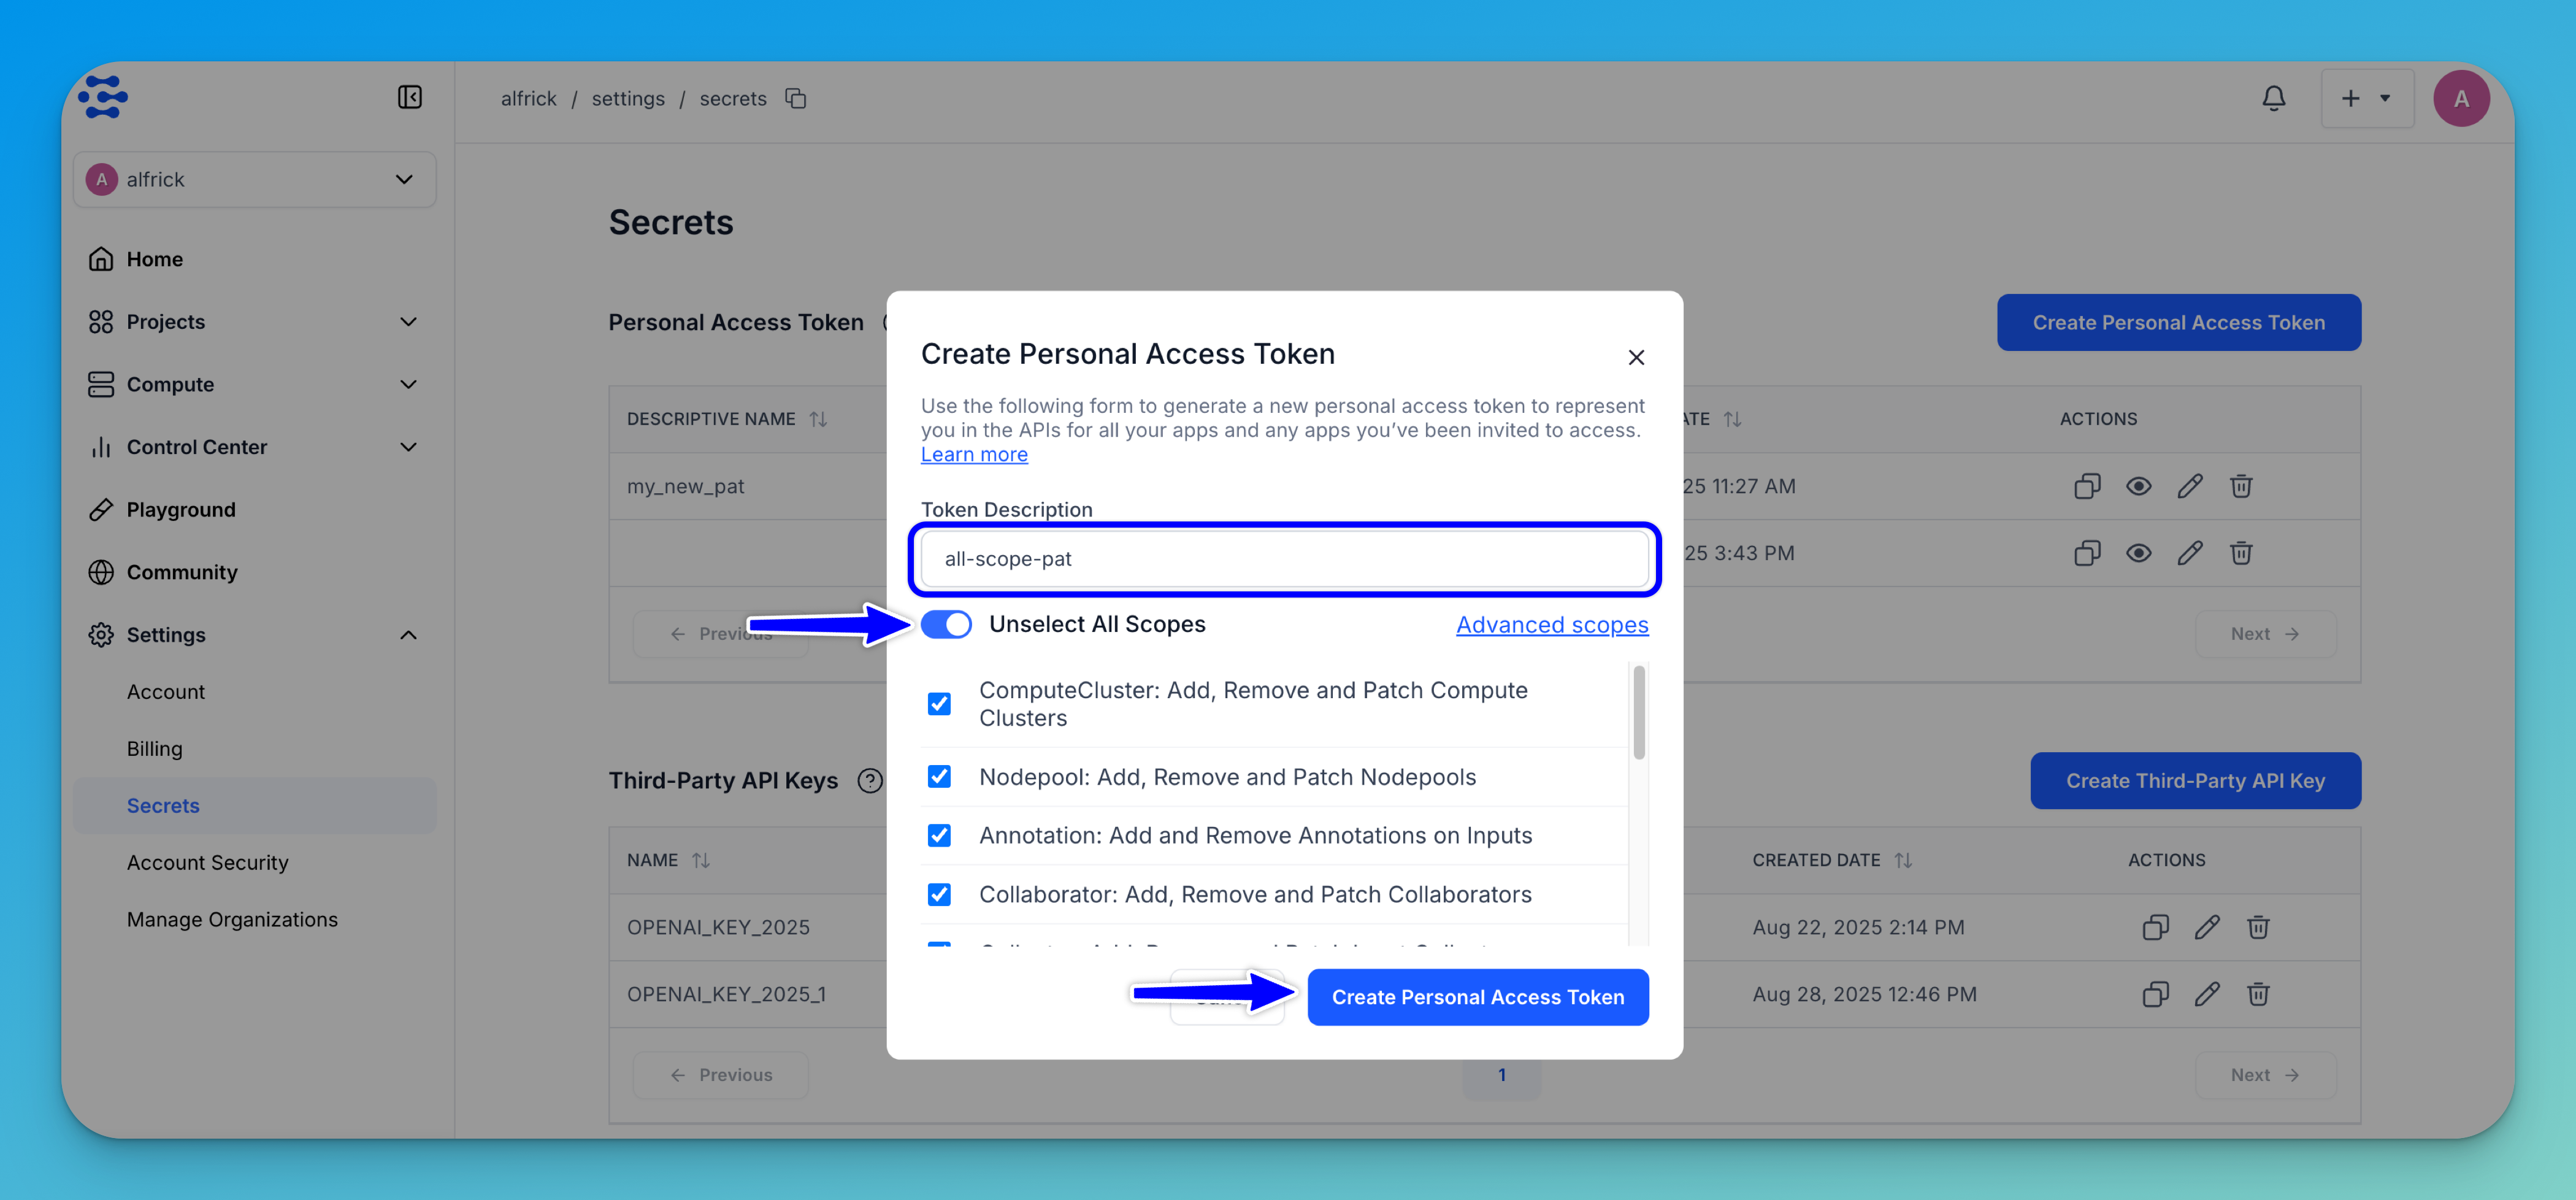 alfrick / settings / secrets
A
A alfrick
Home
Projects
Compute
Control Center
Playground
Community
Settings
Account
Billing
Secrets
Account Security
Manage Organizations
Secrets
Personal Access Token
Create Personal Access Token
DESCRIPTIVE NAME
ATE
ACTIONS
my_new_pat
25 11:27 AM
25 3:43 PM
Previous
Next
Third-Party API Keys
Create Third-Party API Key
NAME
CREATED DATE
ACTIONS
OPENAI_KEY_2025
Aug 22, 2025 2:14 PM
OPENAI_KEY_2025_1
Aug 28, 2025 12:46 PM
Previous
1
Next
Create Personal Access Token
Use the following form to generate a new personal access token to represent
you in the APIs for all your apps and any apps you’ve been invited to access.
Learn more
Token Description
all-scope-pat
Unselect All Scopes
Advanced scopes
ComputeCluster: Add, Remove and Patch Compute
Clusters
Nodepool: Add, Remove and Patch Nodepools
Annotation: Add and Remove Annotations on Inputs
Collaborator: Add, Remove and Patch Collaborators
Create Personal Access Token